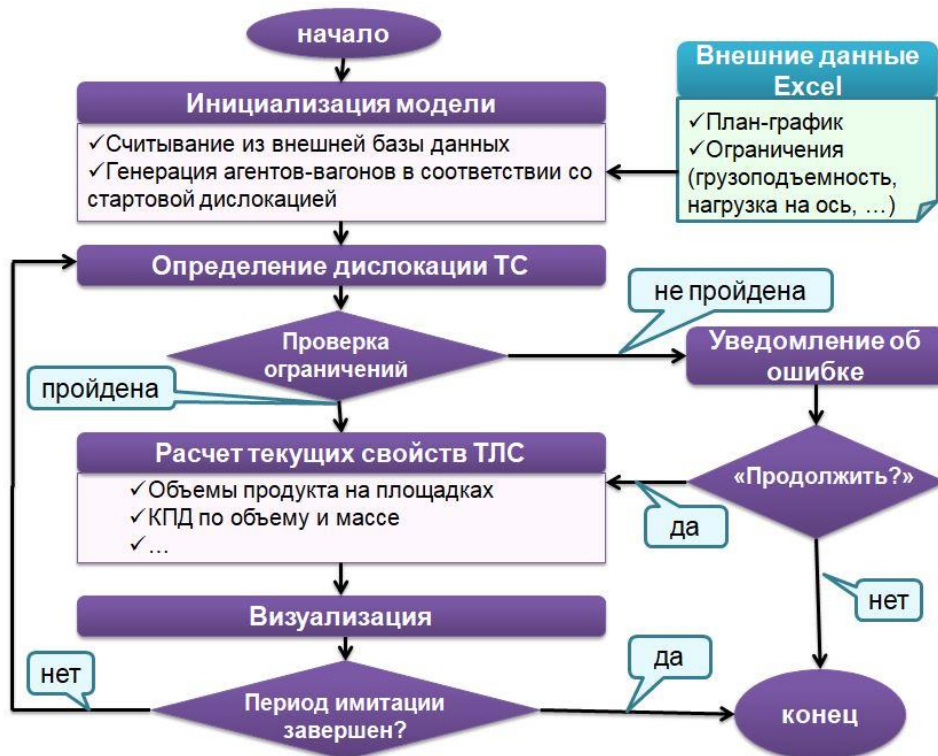 начало
Внешние данные
Excel
✓План-график
✓Ограничения
(грузоподъемность,
нагрузка на ось, …)
Инициализация модели
✓Считывание из внешней базы данных
✓Генерация агентов-вагонов в соответствии со
стартовой дислокацией
Определение дислокации ТС
не пройдена
Проверка
ограничений
Уведомление об
ошибке
пройдена
Расчет текущих свойств ТЛС
✓Объемы продукта на площадках
✓КПД по объему и массе
✓…
«Продолжить?»
да
нет
Визуализация
нет
да
Период имитации
завершен?
конец